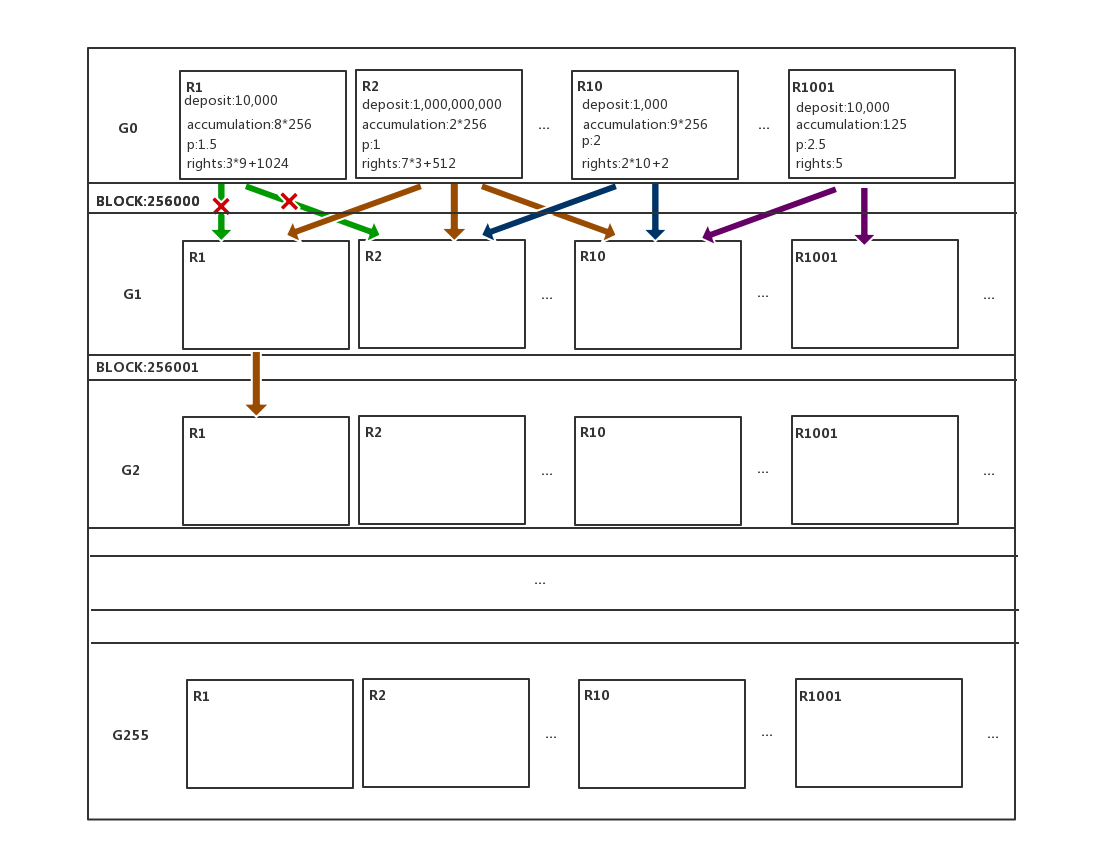 G0
R1
deposit:10,000
accumulation:8*256
p:1.5
rights:3*9+1024
R2
deposit:1,000,000,000
accumulation:2*256
p:1
rights:7*3+512
...
R10
deposit:1,000
accumulation:9*256
p:2
rights:2*10+2
...
R1001
deposit:10,000
accumulation:125
p:2.5
rights:5
BLOCK:256000
G1
R1
R2
...
R10
...
R1001
...
BLOCK:256001
G2
R1
R2
...
R10
...
R1001
...
...
G255
R1
R2
...
R10
...
R1001
...